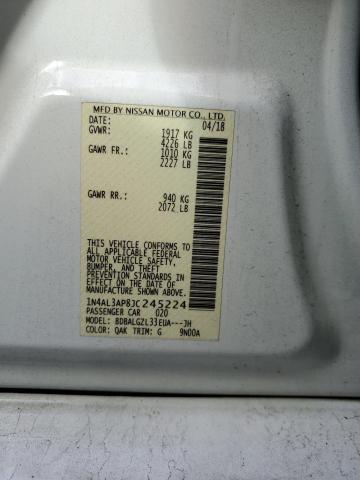 MFD BY NISSAN MOTOR CO., LTD.
DATE: 04/18
GVWR: 1917 KG
4226 LB
GAWR FR: 1010 KG
2227 LB
GAWR RR: 940 KG
2072 LB
THIS VEHICLE CONFORMS TO
ALL APPLICABLE FEDERAL
MOTOR VEHICLE SAFETY,
BUMPER, AND THEFT
PREVENTION STANDARDS IN
EFFECT ON THE DATE OF
MANUFACTURE SHOWN ABOVE.
1N4AL3AP8JC245224
PASSENGER CAR 020
MODEL: BDBALGZL33EUA---JH
COLOR: QAK TRIM: G 9N00A